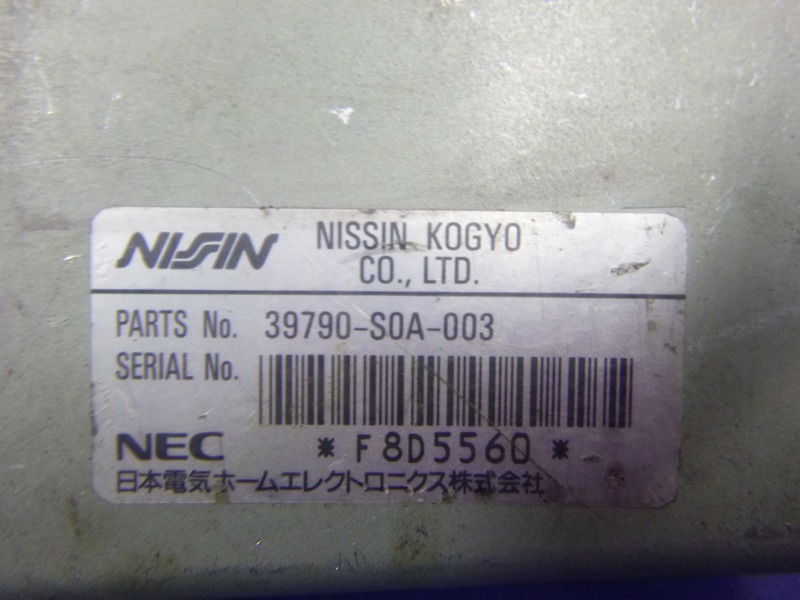 NISSIN NISSIN KOGYO
CO., LTD.
PARTS No. 39790-S0A-003
SERIAL No.
NEC *F8D5560*
日本電気ホームエレクトロニクス株式会社